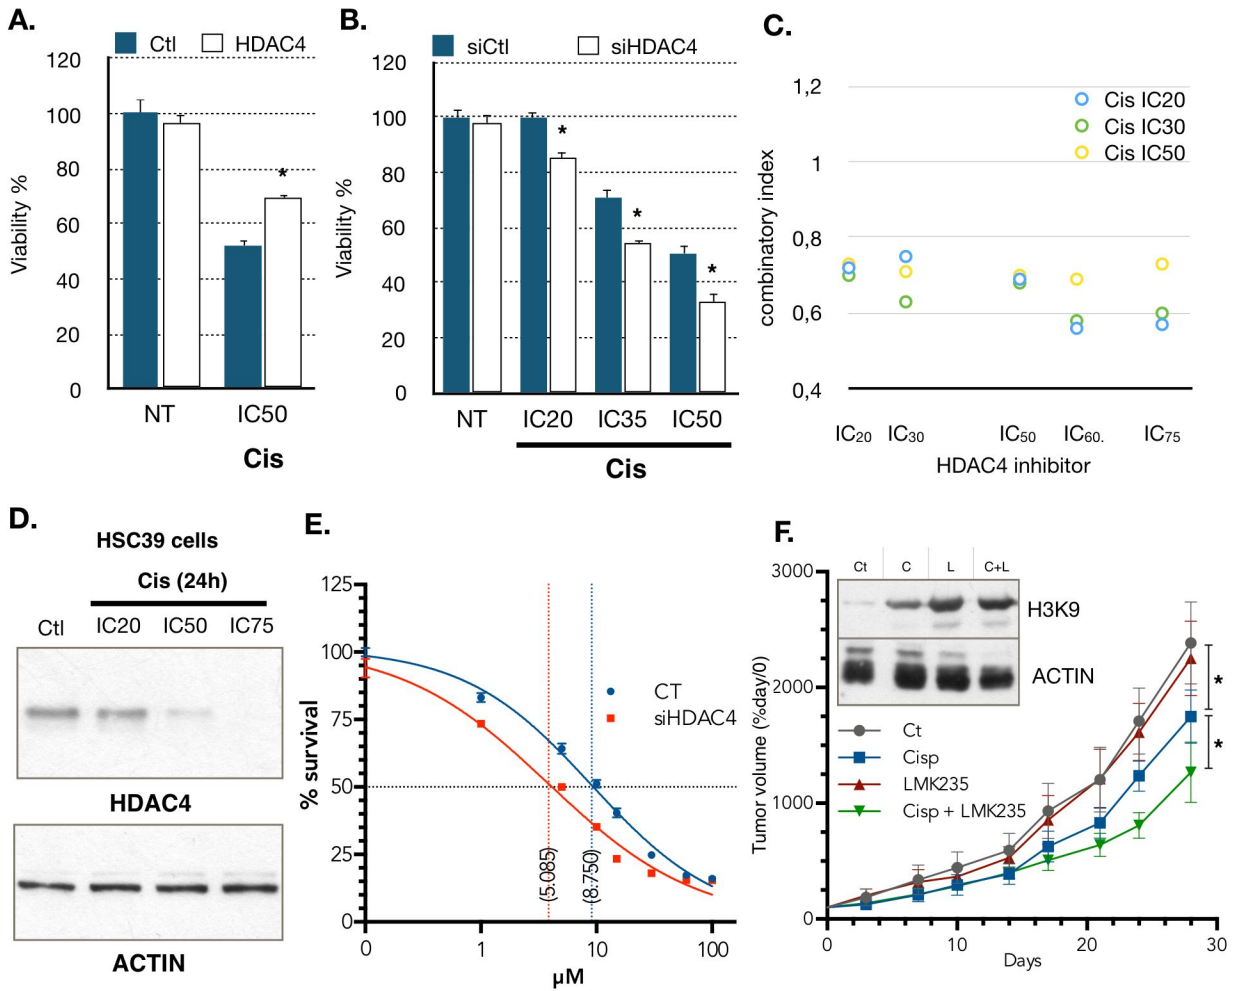 A.
Ctl
HDAC4
120
100
80
60
40
20
0
Viability %
*
NT
IC50
Cis
B.
siCtl
siHDAC4
120
100
80
60
40
20
0
Viability %
*
*
*
NT
IC20
IC35
IC50
Cis
C.
1,2
1
0.8
0,6
0,4
combinatory index
Cis IC20
Cis IC30
Cis IC50
IC20
IC30
IC50
IC60.
IC75
HDAC4 inhibitor
D.
HSC39 cells
Cis (24h)
Ctl
IC20
IC50
IC75
HDAC4
ACTIN
E.
125
100
75
50
25
0
% survival
CT
siHDAC4
(5.085)
(8.750)
0
1
10
100
µM
F.
3000
2000
1000
0
Tumor volume (%day/0)
Ct
C
L
C+L
H3K9
ACTIN
Ct
Cisp
LMK235
Cisp + LMK235
*
*
0
10
20
30
Days